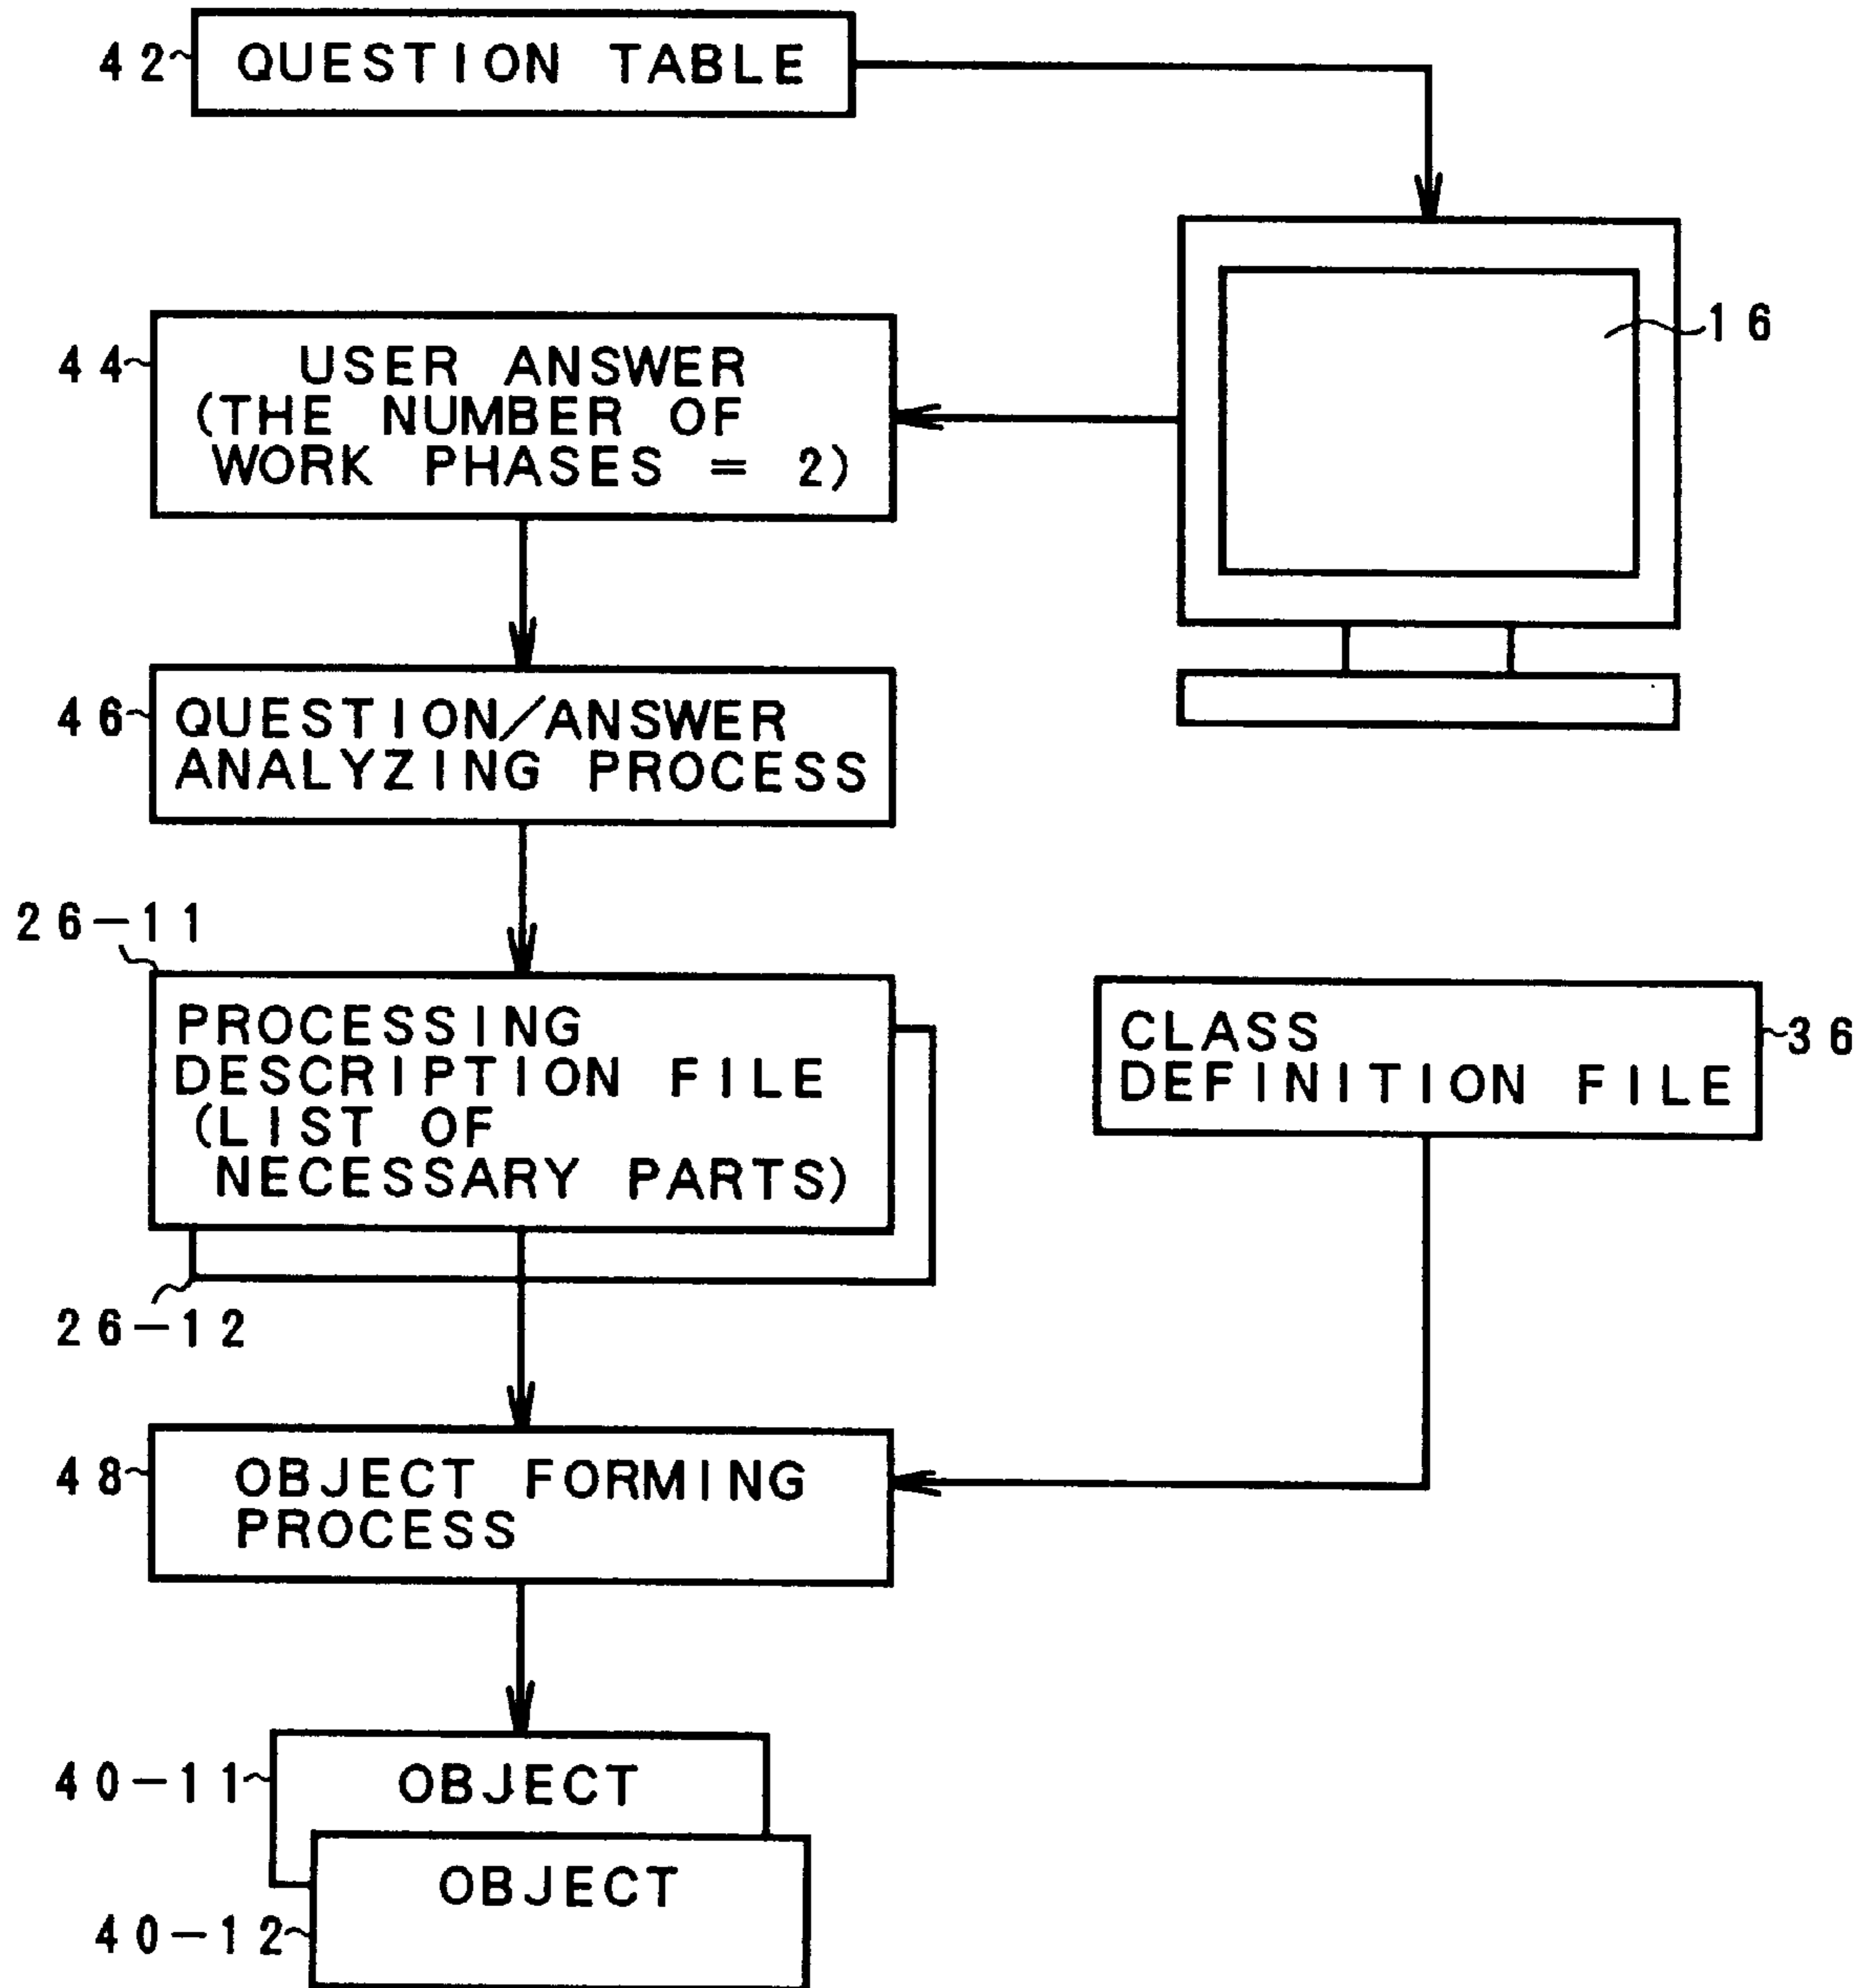 42 QUESTION TABLE
16
44 USER ANSWER
(THE NUMBER OF
WORK PHASES = 2)
46 QUESTION/ANSWER
ANALYZING PROCESS
26-11
PROCESSING
DESCRIPTION FILE
(LIST OF
NECESSARY PARTS)
26-12
CLASS
DEFINITION FILE
36
48 OBJECT FORMING
PROCESS
40-11 OBJECT
OBJECT
40-12